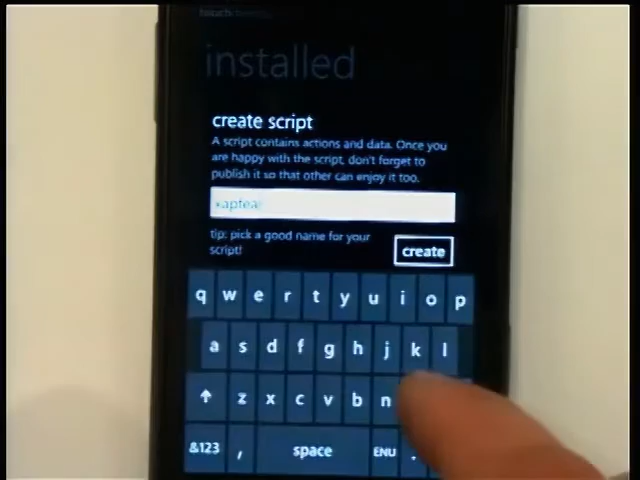 touch
installed
create script
A script contains actions and data. Once you
are happy with the script, don't forget to
publish it so that other can enjoy it too.
tip: pick a good name for your
script!
create
q w e r t y u i o p
a s d f g h j k l
z x c v b n
&123 , space ENU .